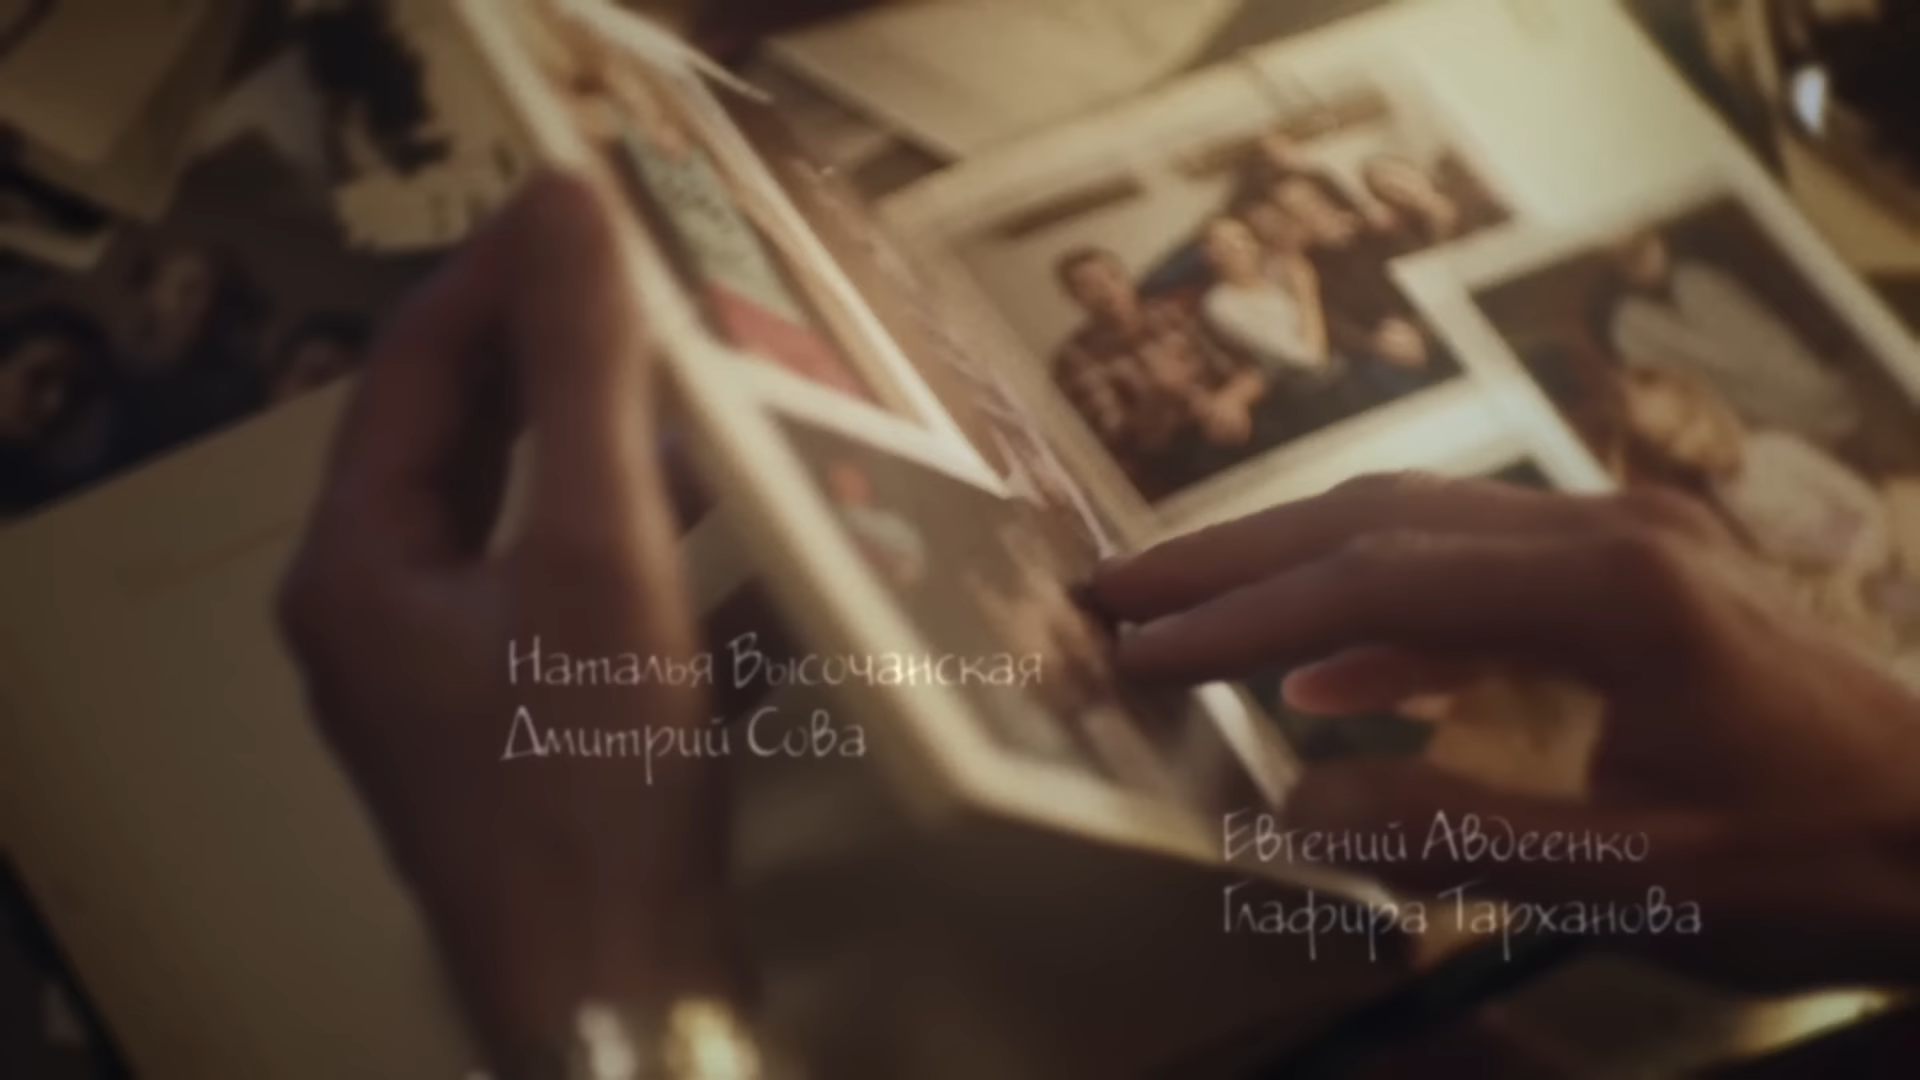 Наталья Высочанская
Дмитрий Сова
Евгений Авдеенко
Глафира Тарханова